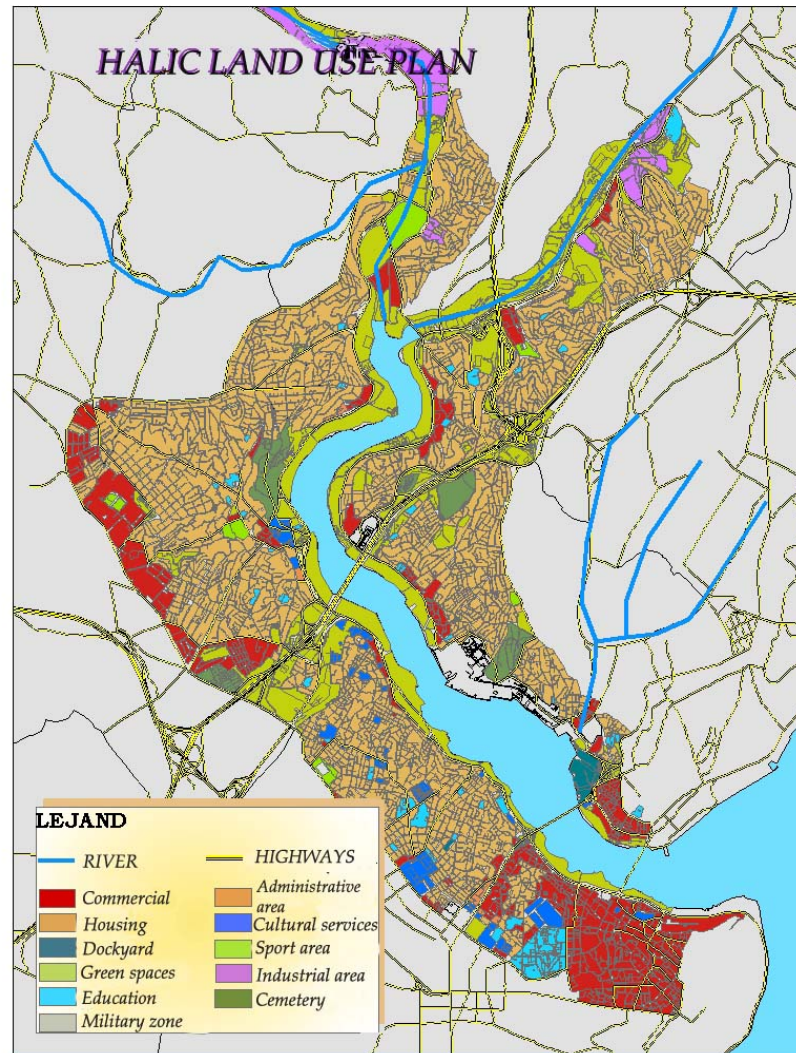 HALIC LAND USE PLAN
LEJAND
RIVER
HIGHWAYS
Commercial
Administrative
area
Housing
Cultural services
Dockyard
Sport area
Green spaces
Industrial area
Education
Cemetery
Military zone